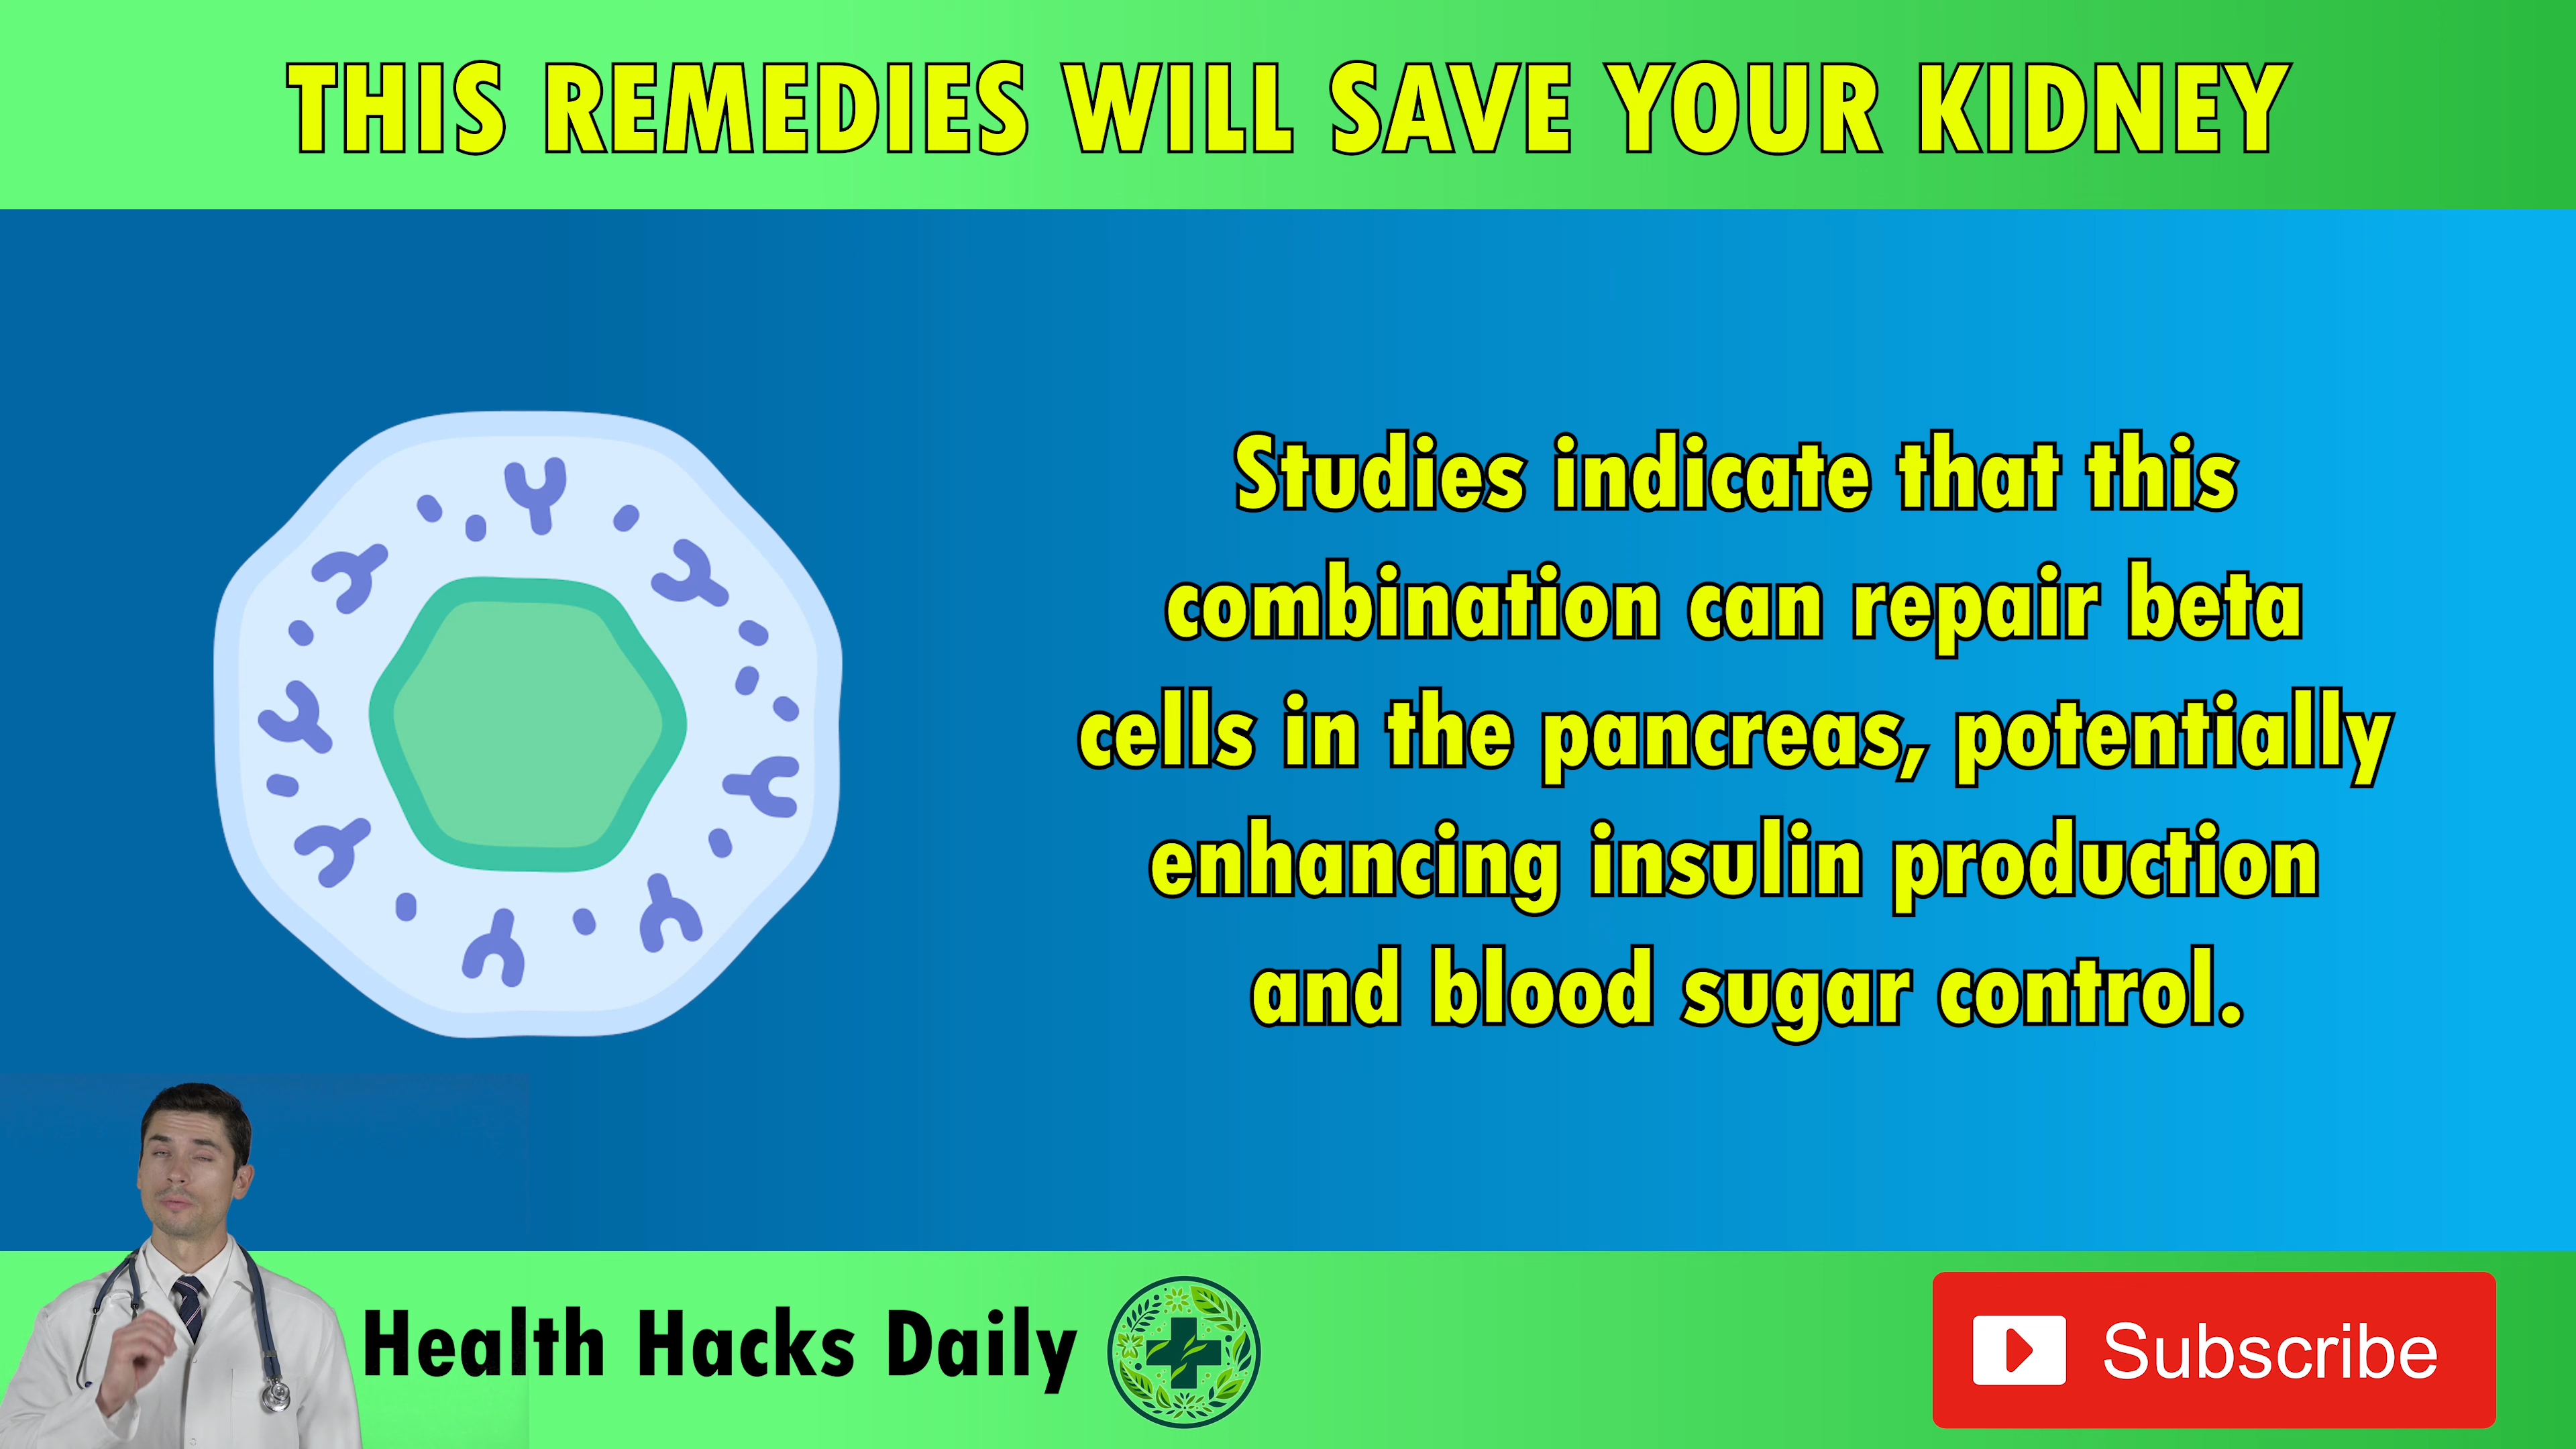 THIS REMEDIES WILL SAVE YOUR KIDNEY
Studies indicate that this
combination can repair beta
cells in the pancreas, potentially
enhancing insulin production
and blood sugar control.
Health Hacks Daily
Subscribe